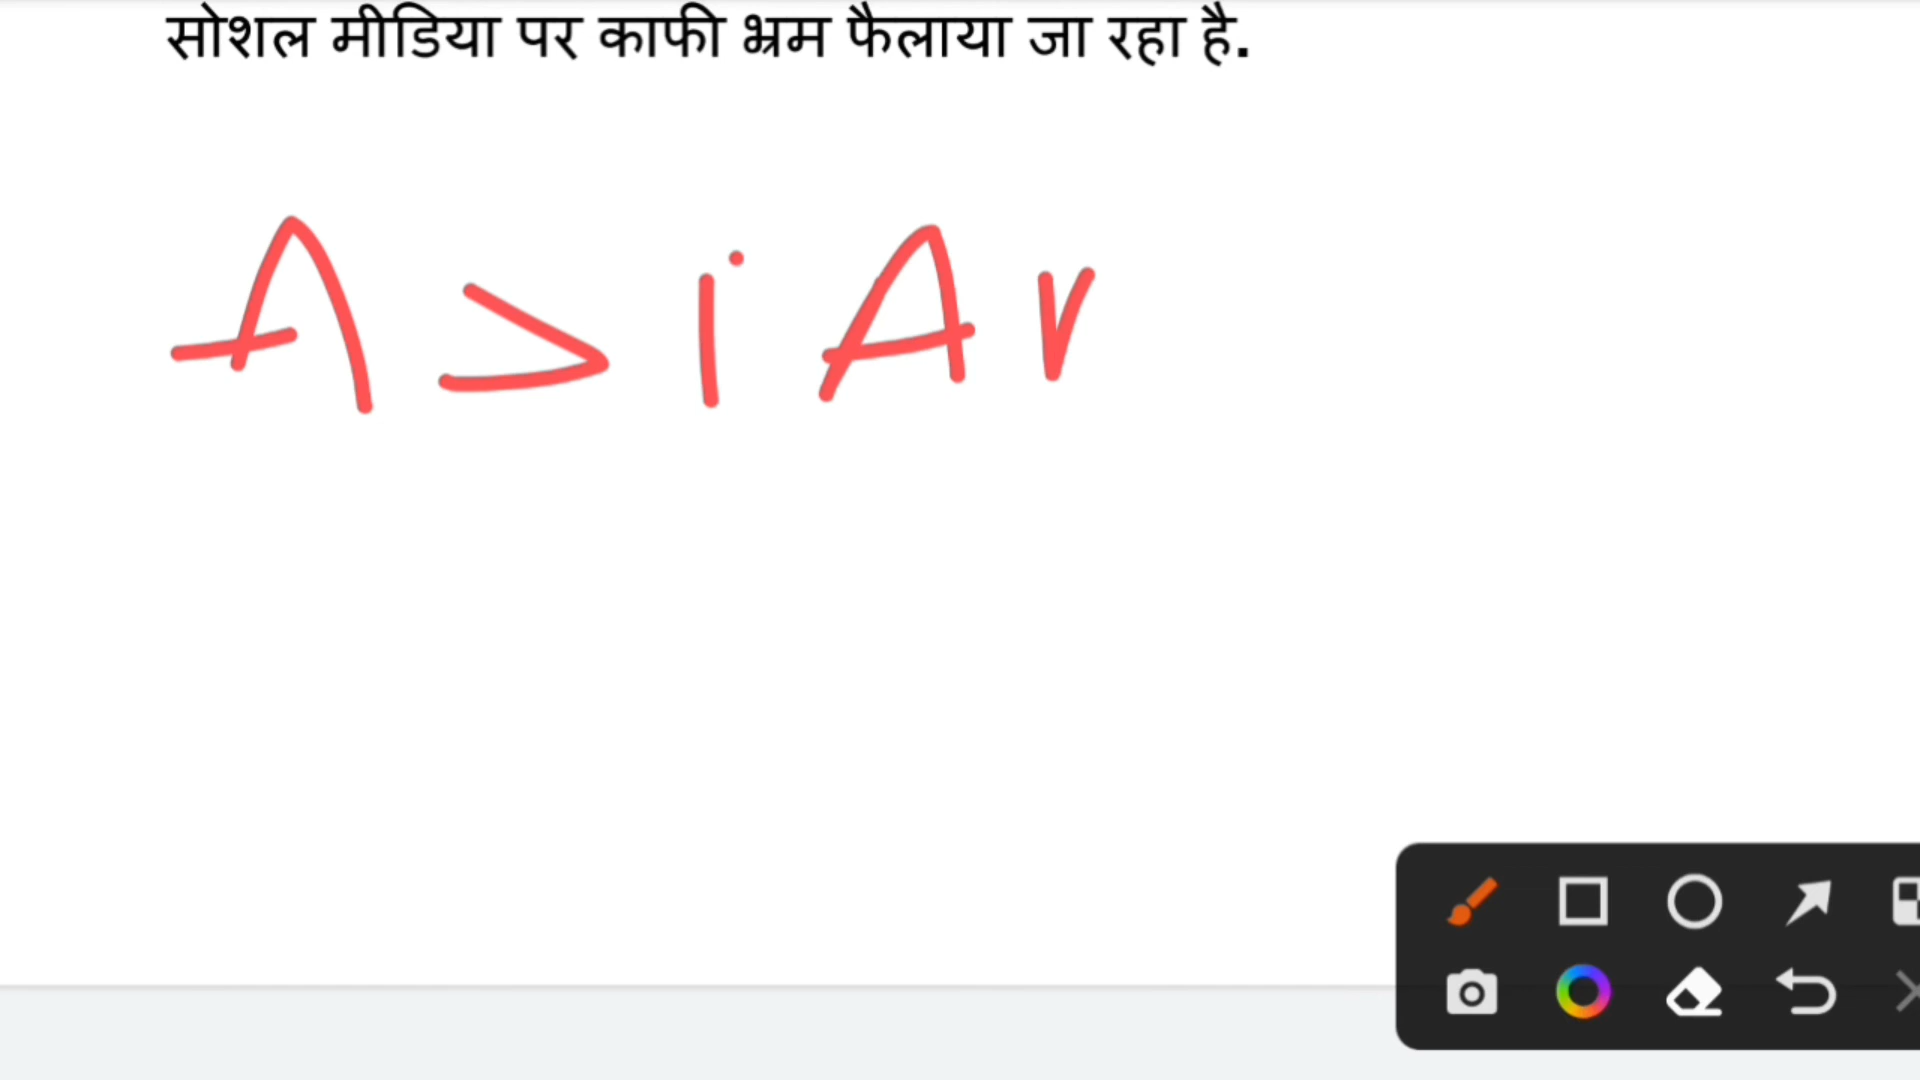 सोशल मीडिया पर काफी भ्रम फैलाया जा रहा है.
A > i A r